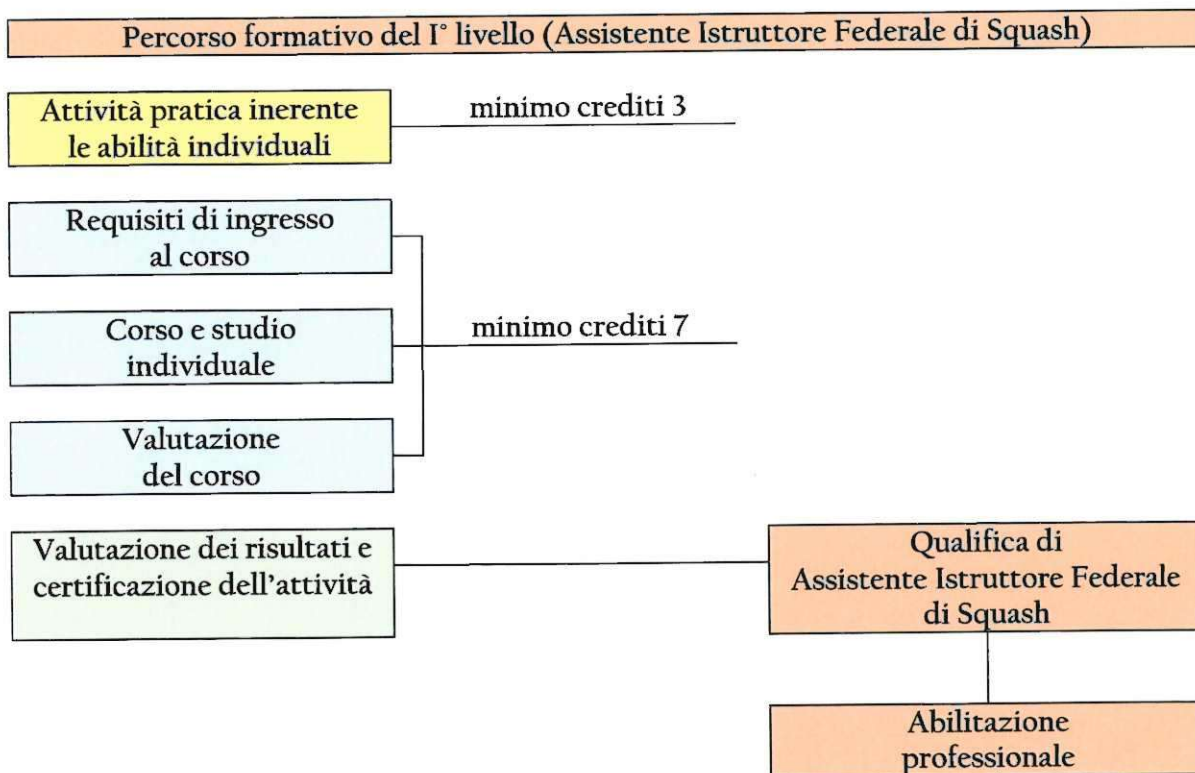 Percorso formativo del I° livello (Assistente Istruttore Federale di Squash)
Attività pratica inerente
le abilità individuali
minimo crediti 3
Requisiti di ingresso
al corso
Corso e studio
individuale
minimo crediti 7
Valutazione
del corso
Valutazione dei risultati e
certificazione dell'attività
Qualifica di
Assistente Istruttore Federale
di Squash
Abilitazione
professionale